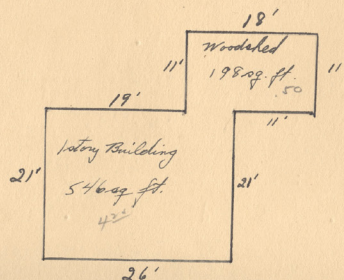 18'
Woodshed
11'
198 sq. ft.
.50
11
19'
11'
1 story Building
21'
546 sq ft.
21'
26'